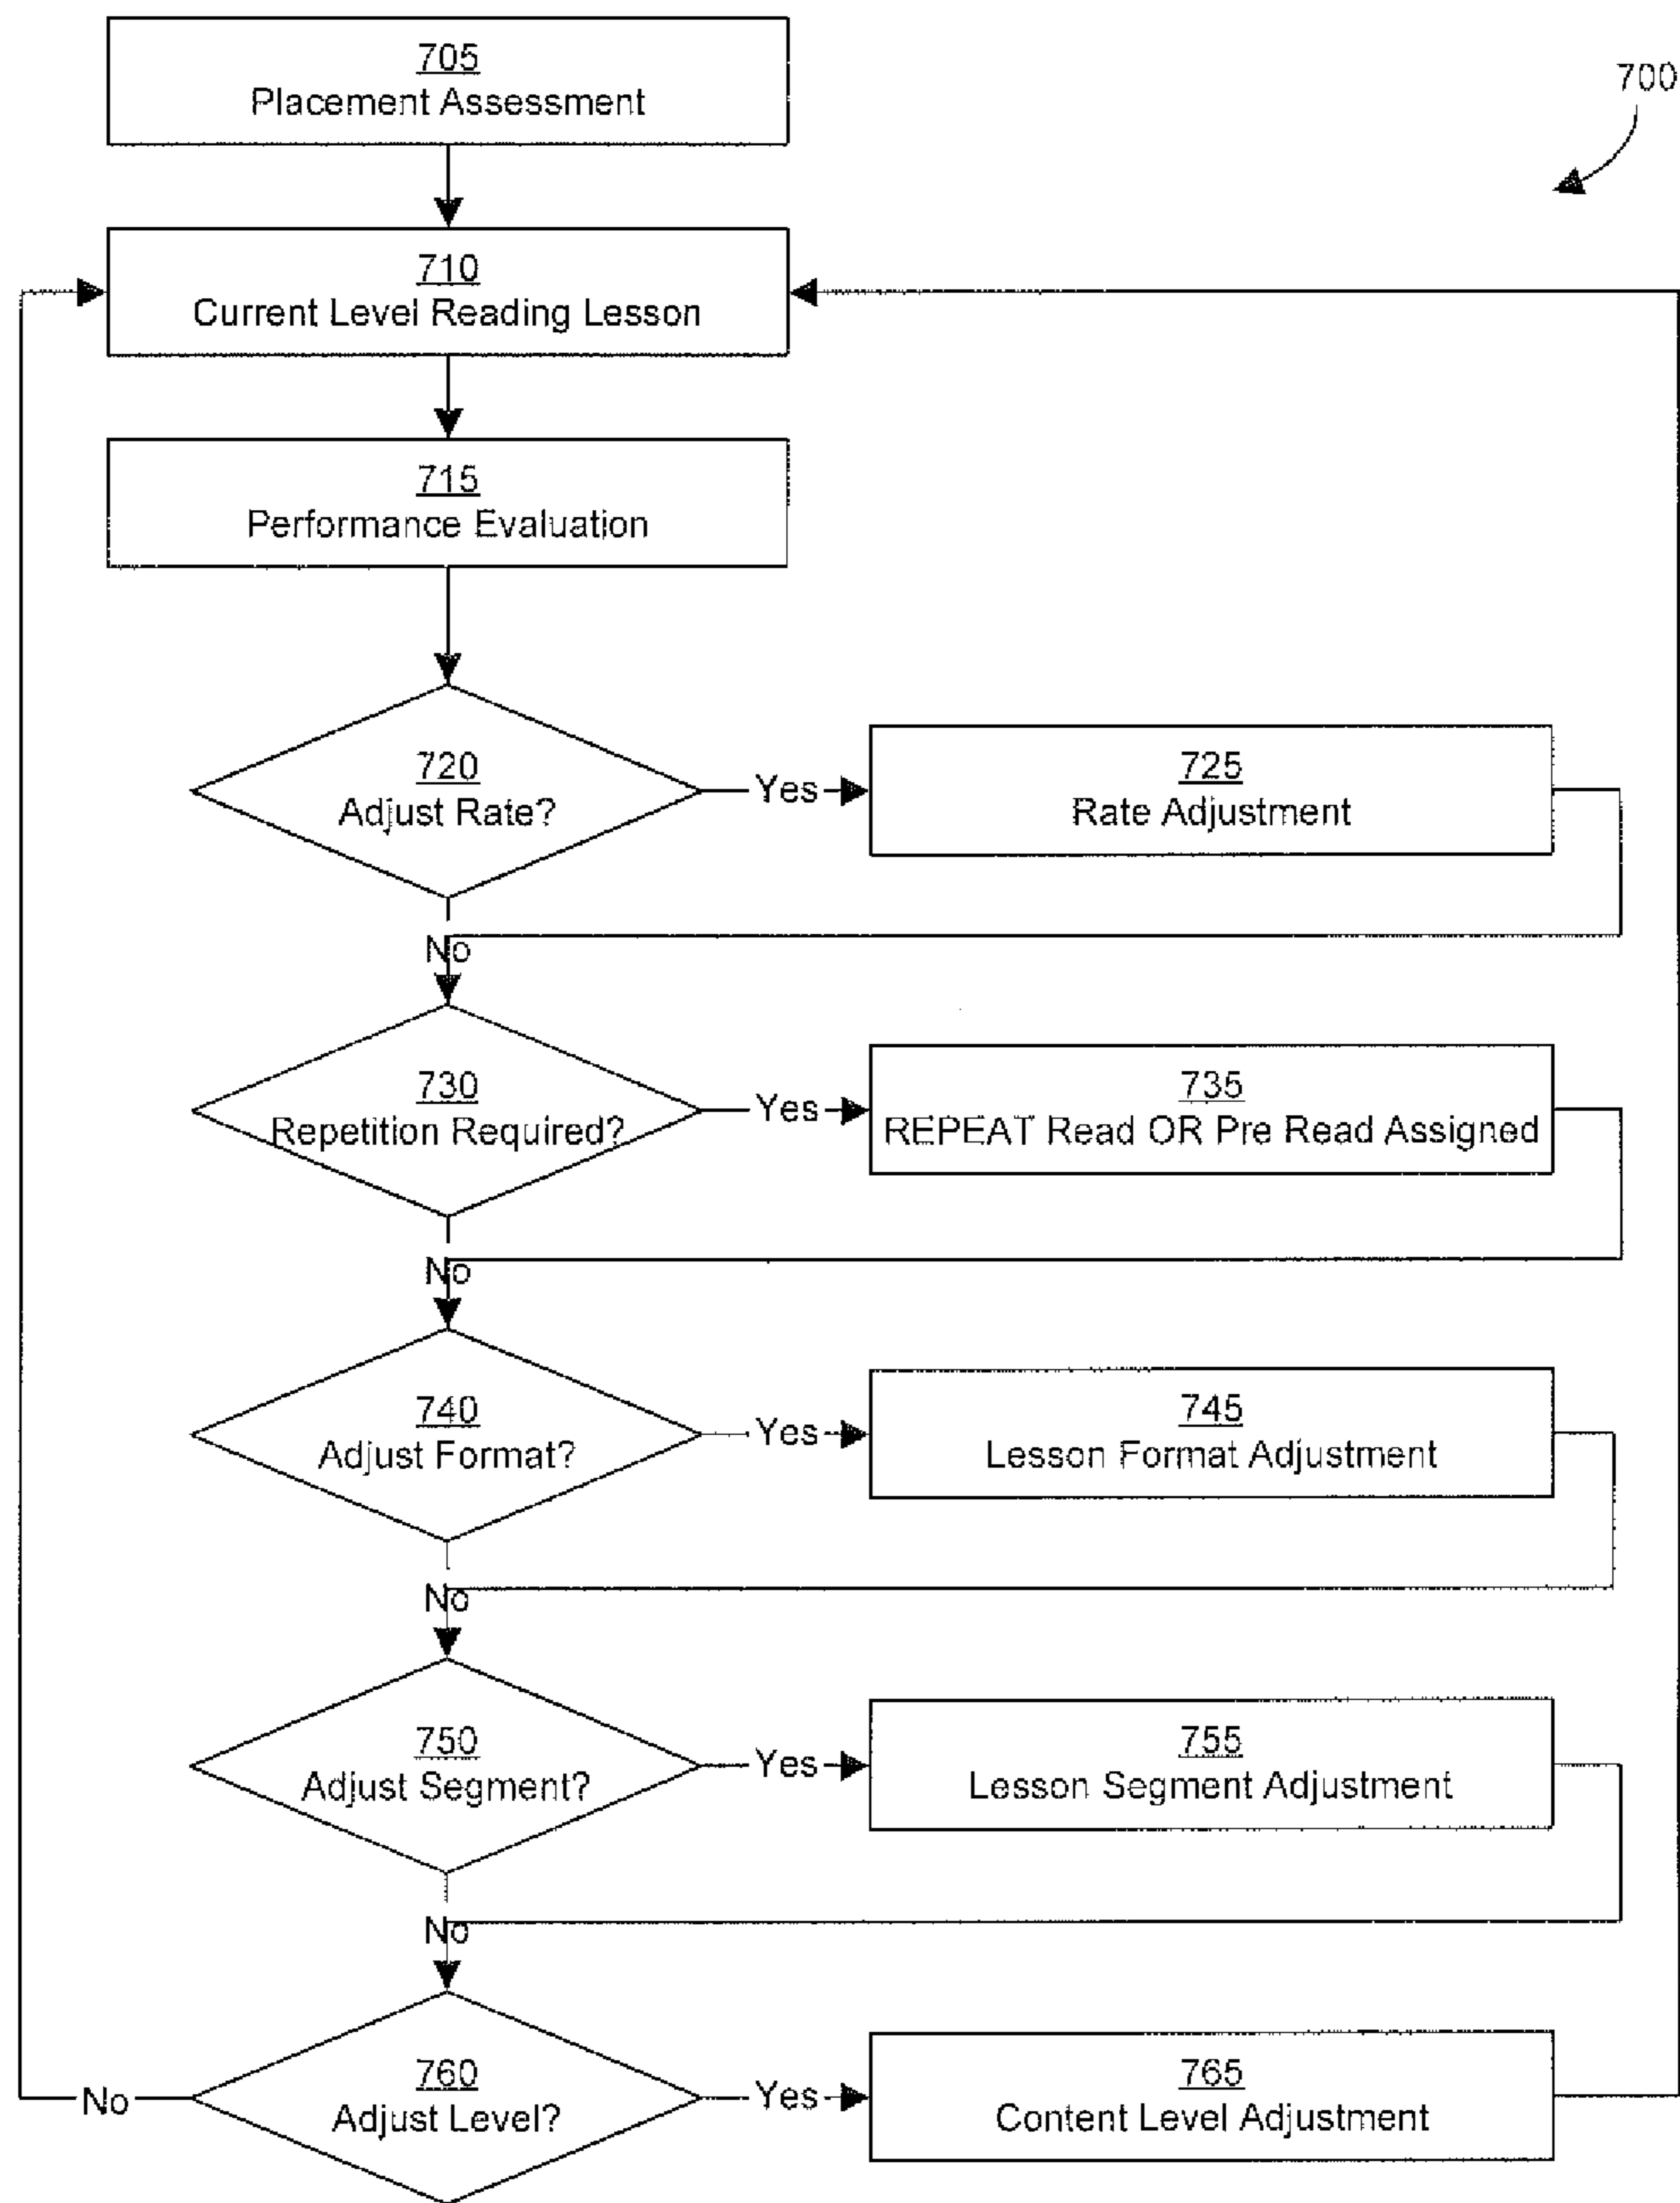 705
Placement Assessment
700
710
Current Level Reading Lesson
715
Performance Evaluation
720
Adjust Rate?
Yes
725
Rate Adjustment
No
730
Repetition Required?
Yes
735
REPEAT Read OR Pre Read Assigned
No
740
Adjust Format?
Yes
745
Lesson Format Adjustment
No
750
Adjust Segment?
Yes
755
Lesson Segment Adjustment
No
760
Adjust Level?
No
Yes
765
Content Level Adjustment